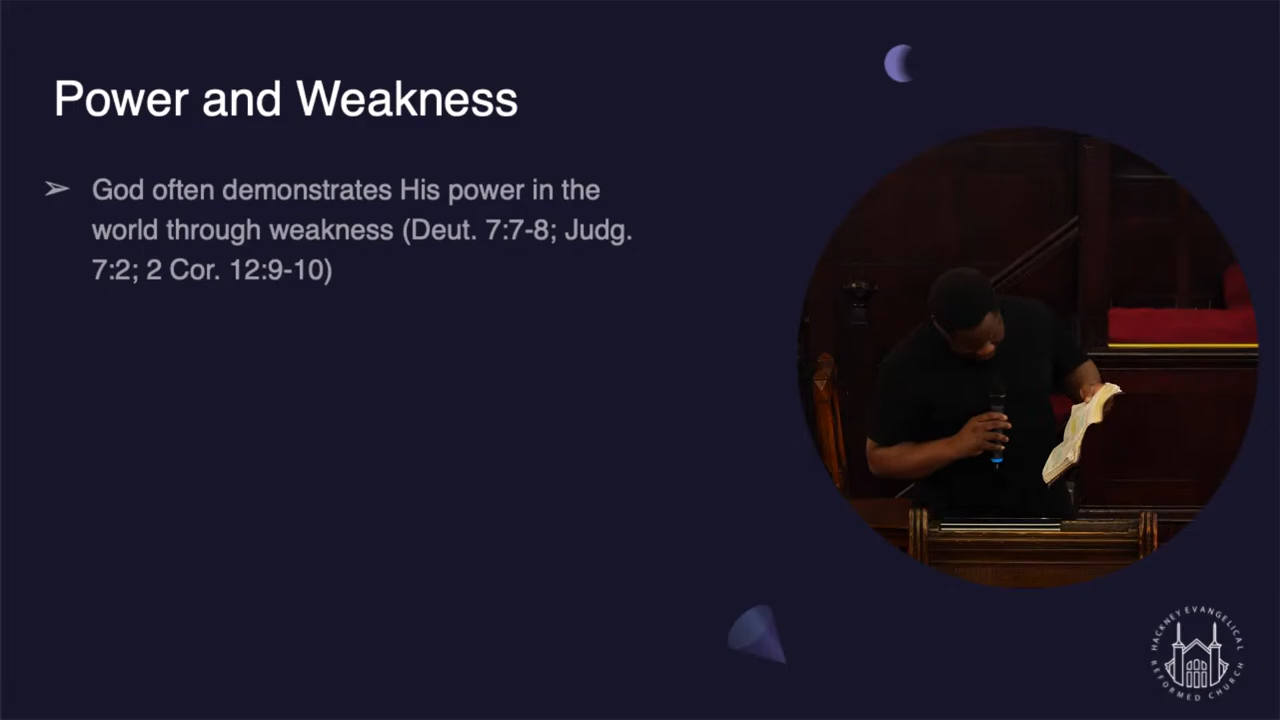 Power and Weakness
➢ God often demonstrates His power in the
world through weakness (Deut. 7:7-8; Judg.
7:2; 2 Cor. 12:9-10)
HACKNEY EVANGELICAL
REFORMED CHURCH